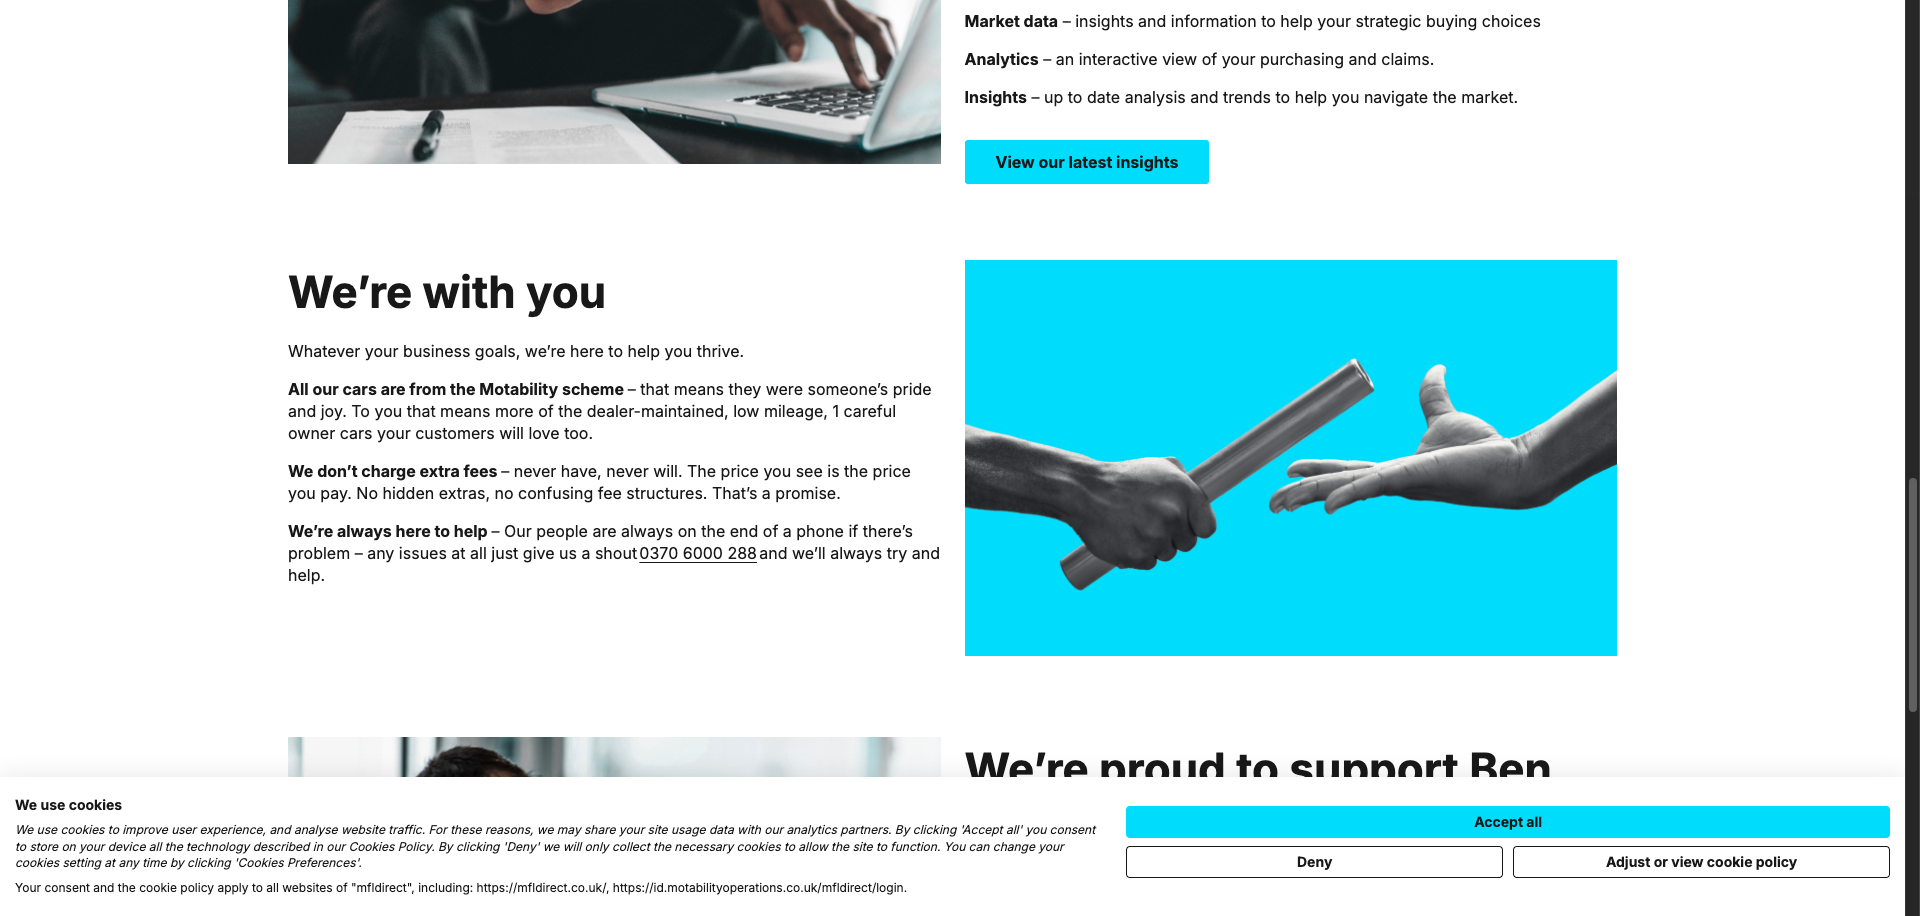 Market data – insights and information to help your strategic buying choices
Analytics – an interactive view of your purchasing and claims.
Insights – up to date analysis and trends to help you navigate the market.
View our latest insights
We’re with you
Whatever your business goals, we’re here to help you thrive.
All our cars are from the Motability scheme – that means they were someone’s pride
and joy. To you that means more of the dealer-maintained, low mileage, 1 careful
owner cars your customers will love too.
We don’t charge extra fees – never have, never will. The price you see is the price
you pay. No hidden extras, no confusing fee structures. That’s a promise.
We’re always here to help – Our people are always on the end of a phone if there’s
problem – any issues at all just give us a shout 0370 6000 288 and we’ll always try and
help.
We’re proud to support Ben
We use cookies
We use cookies to improve user experience, and analyse website traffic. For these reasons, we may share your site usage data with our analytics partners. By clicking 'Accept all' you consent
to store on your device all the technology described in our Cookies Policy. By clicking 'Deny' we will only collect the necessary cookies to allow the site to function. You can change your
cookies setting at any time by clicking 'Cookies Preferences'.
Your consent and the cookie policy apply to all websites of "mfldirect", including: https://mfldirect.co.uk/, https://id.motabilityoperations.co.uk/mfldirect/login.
Accept all
Deny
Adjust or view cookie policy